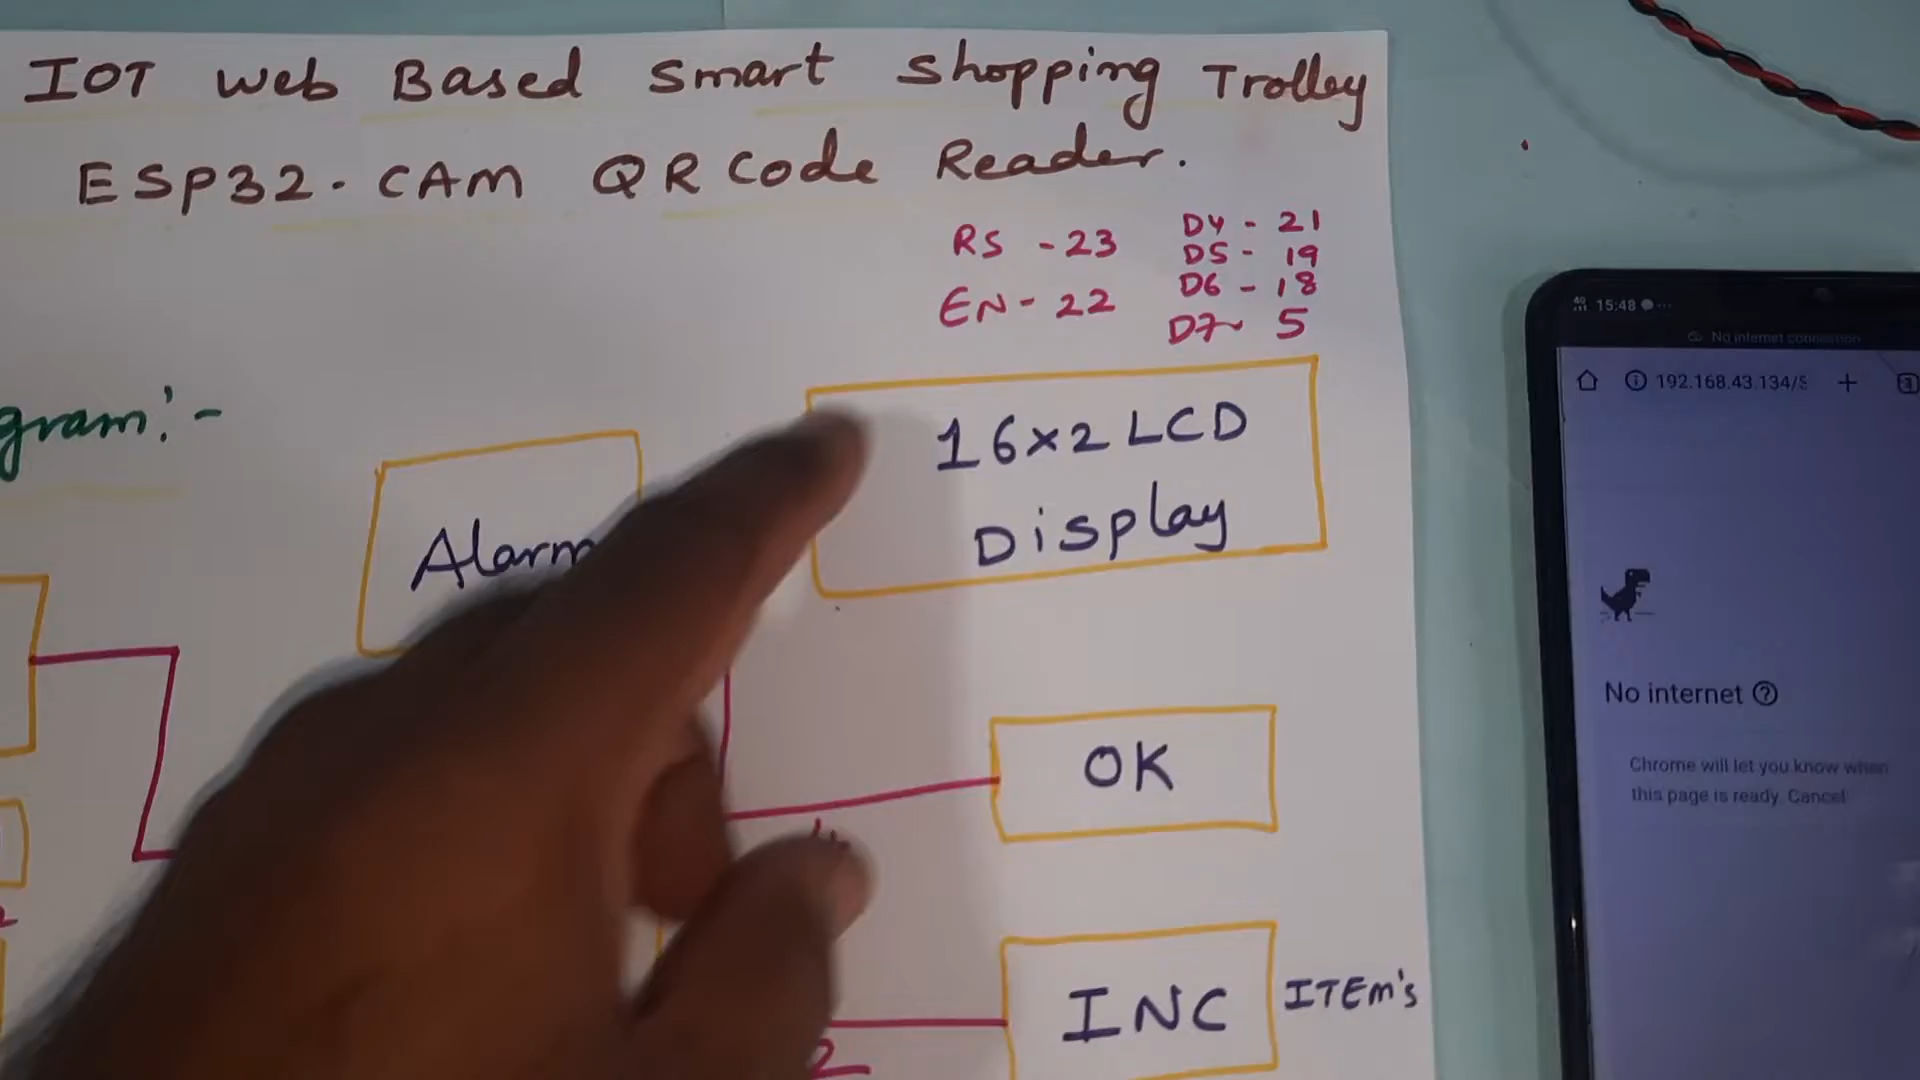 IOT Web Based Smart Shopping Trolley
ESP32-CAM QR Code Reader.
RS - 23
EN - 22
D4 - 21
D5 - 19
D6 - 18
D7 - 5
gram:-
16x2 LCD
Display
Alarm
OK
INC
ITEM's
2
15:48
No internet connection
192.168.43.134/S
No internet
Chrome will let you know when
this page is ready. Cancel